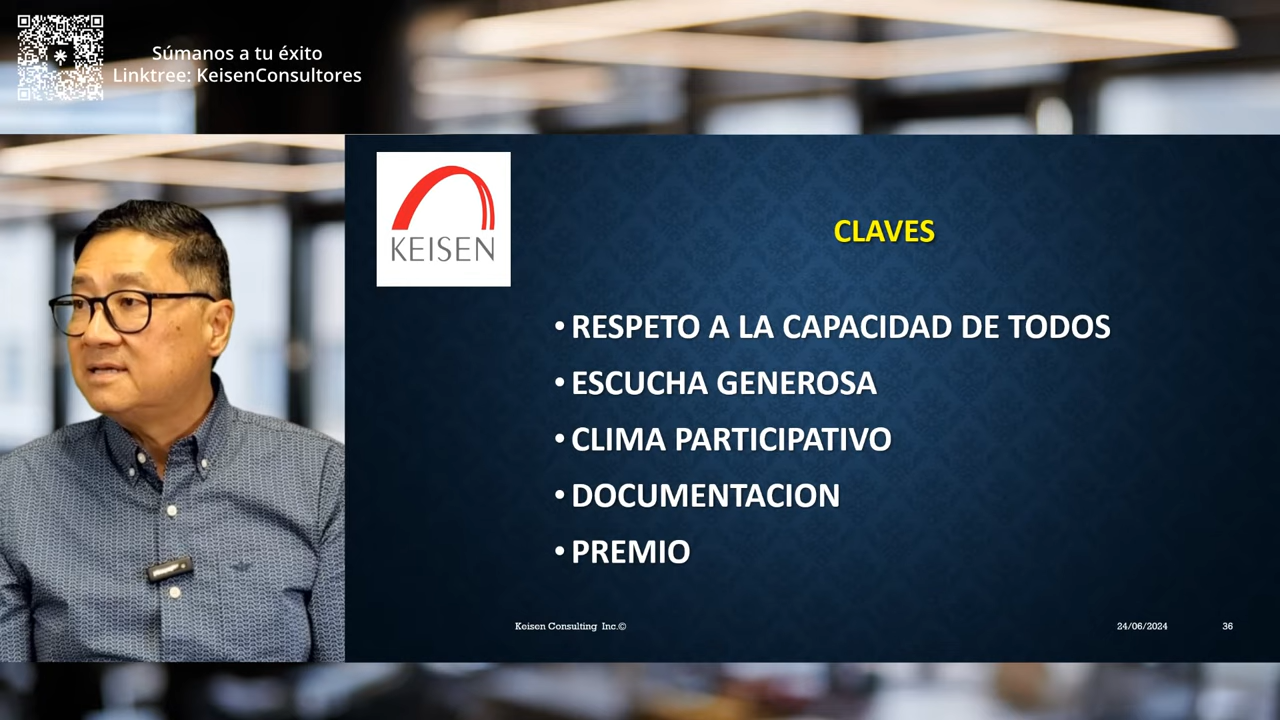 Súmanos a tu éxito
Linktree: KeisenConsultores
KEISEN
CLAVES
• RESPETO A LA CAPACIDAD DE TODOS
• ESCUCHA GENEROSA
• CLIMA PARTICIPATIVO
• DOCUMENTACION
• PREMIO
Keisen Consulting Inc.© 24/06/2024 36